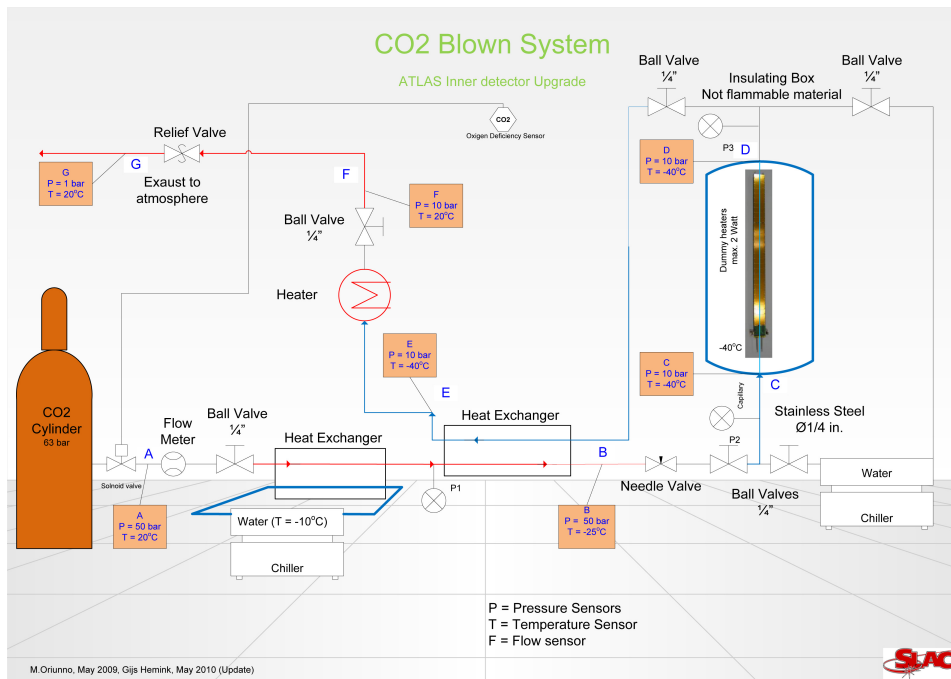 CO2 Blown System
ATLAS Inner detector Upgrade
Ball Valve
¼”
Ball Valve
¼”
Insulating Box
Not flammable material
CO2
Oxigen Deficiency Sensor
Relief Valve
G
Exaust to
atmosphere
G
P = 1 bar
T = 20°C
F
F
P = 10 bar
T = 20°C
Ball Valve
¼”
Heater
P3
D
D
P = 10 bar
T = -40°C
Dummy heaters
max. 2 Watt
-40°C
E
P = 10 bar
T = -40°C
E
C
P = 10 bar
T = -40°C
C
Capillary
P2
CO2
Cylinder
63 bar
Solnoid valve
A
Flow
Meter
Ball Valve
¼”
Heat Exchanger
Heat Exchanger
P1
B
Needle Valve
Stainless Steel
Ø1/4 in.
Ball Valves
¼”
A
P = 50 bar
T = 20°C
B
P = 50 bar
T = -25°C
Water (T = -10°C)
Chiller
Water
Chiller
P = Pressure Sensors
T = Temperature Sensor
F = Flow sensor
M.Oriunno, May 2009, Gijs Hemink, May 2010 (Update)
SLAC